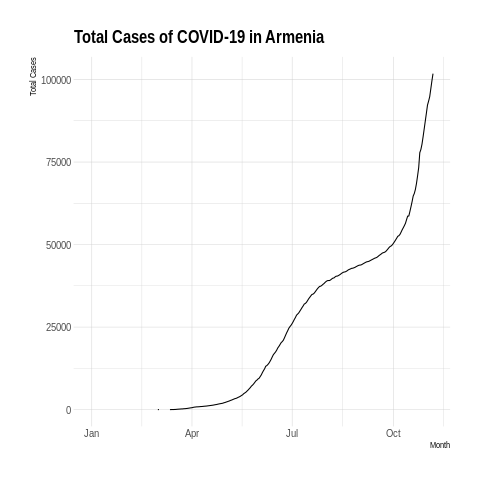 Total Cases of COVID-19 in Armenia
Total Cases
100000
75000
50000
25000
0
Jan Apr Jul Oct
Month